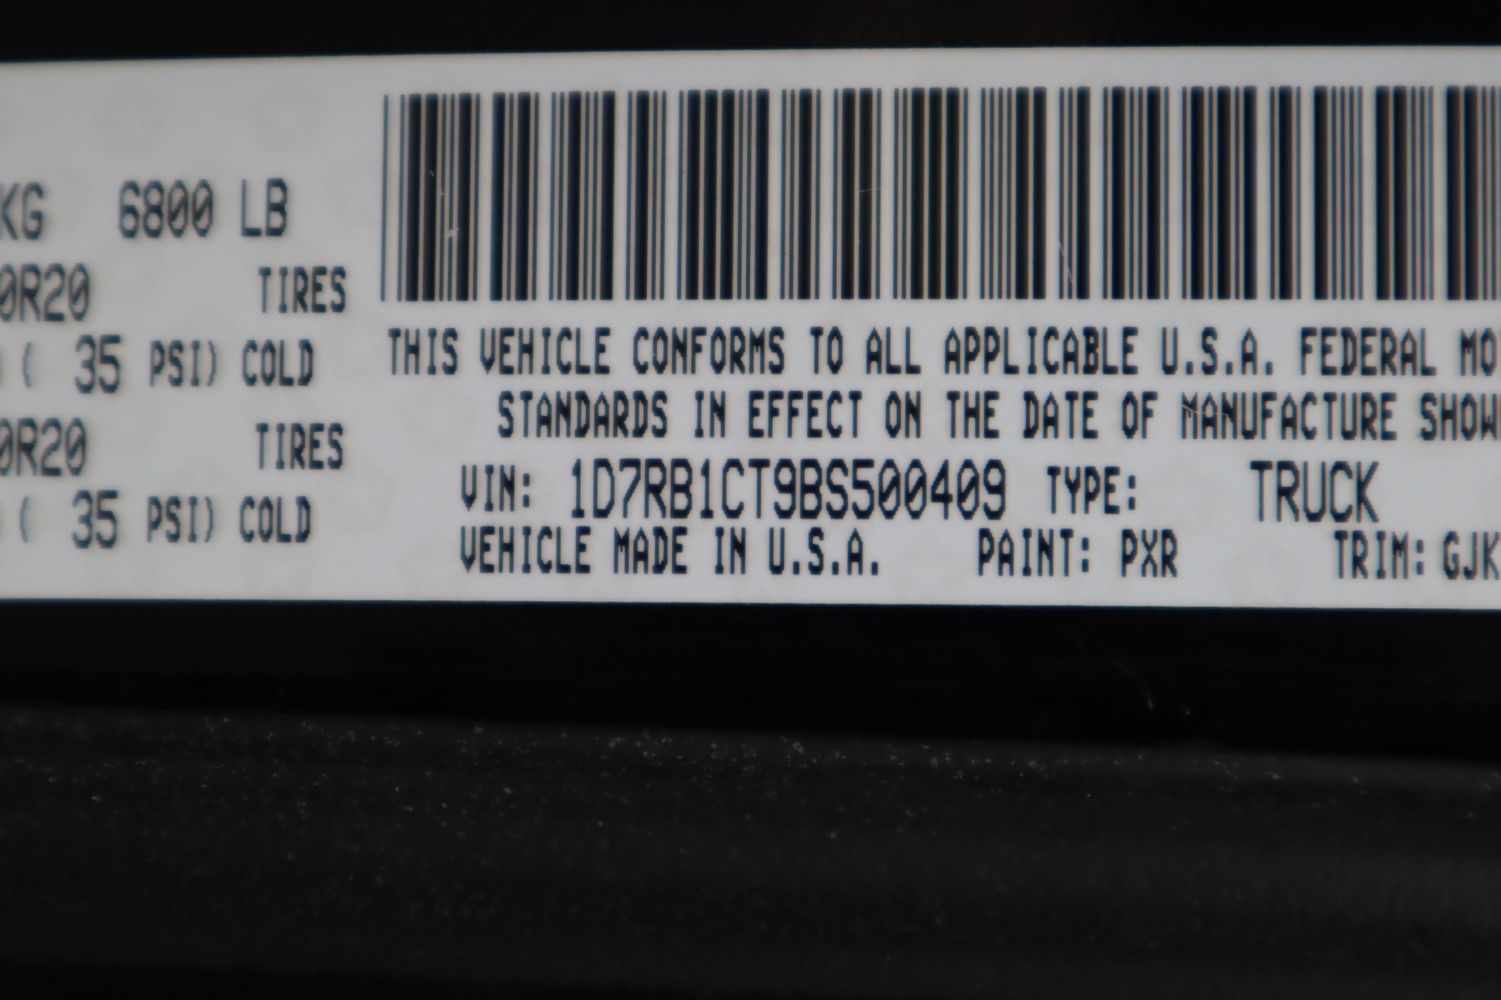 KG 6800 LB
0R20 TIRES
( 35 PSI) COLD
0R20 TIRES
( 35 PSI) COLD
THIS VEHICLE CONFORMS TO ALL APPLICABLE U.S.A. FEDERAL MO
STANDARDS IN EFFECT ON THE DATE OF MANUFACTURE SHOW
VIN: 1D7RB1CT9BS500409 TYPE: TRUCK
VEHICLE MADE IN U.S.A. PAINT: PXR TRIM: GJK